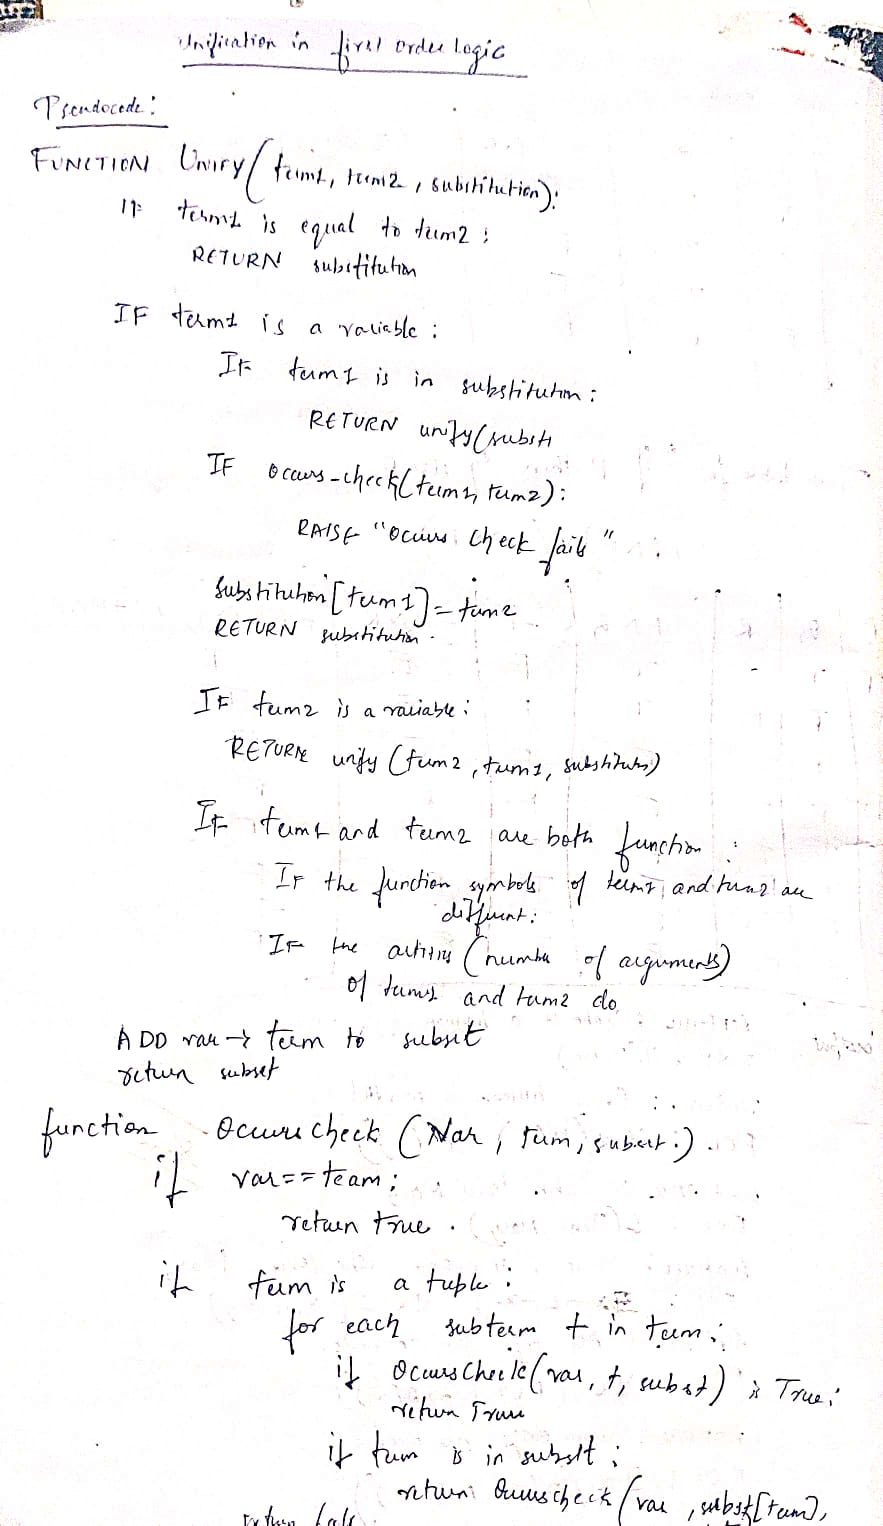 Unification in first order logic
Pseudocode:
FUNCTION Unify (term1, term2, substitution):
IF term1 is equal to term2:
RETURN substitution
IF term1 is a variable:
IF term1 is in substitution:
RETURN unify(subst
IF occurs-check(term1, term2):
RAISE "occurs check fails"
Substitution[term1] = term2
RETURN substitution.
IF term2 is a variable:
RETURN unify (term2, term1, substitution)
IF term1 and term2 are both function:
IF the function symbols of term1 and term2 are
different:
IF the arities (number of arguments)
of term1 and term2 do
ADD var → term to subset
return subset
function Occurs check (Var, term, subset:).
if var == team:
return true.
if term is a tuple:
for each subterm t in term:
if OccursCheck(var, t, subst) is True:
return True
if term is in subst:
return Occurscheck (var, subst[term],
return false